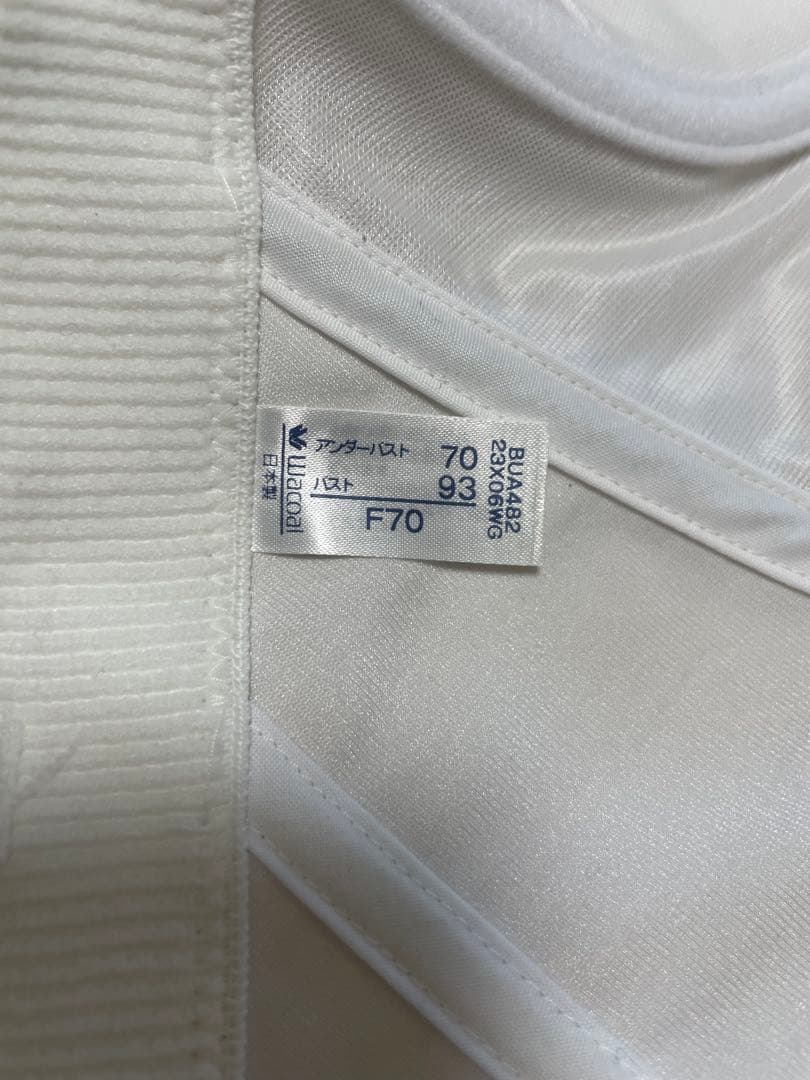 アンダーバスト 70
バスト 93
F70
Wacoal
日本製
BUA482
23X06WG